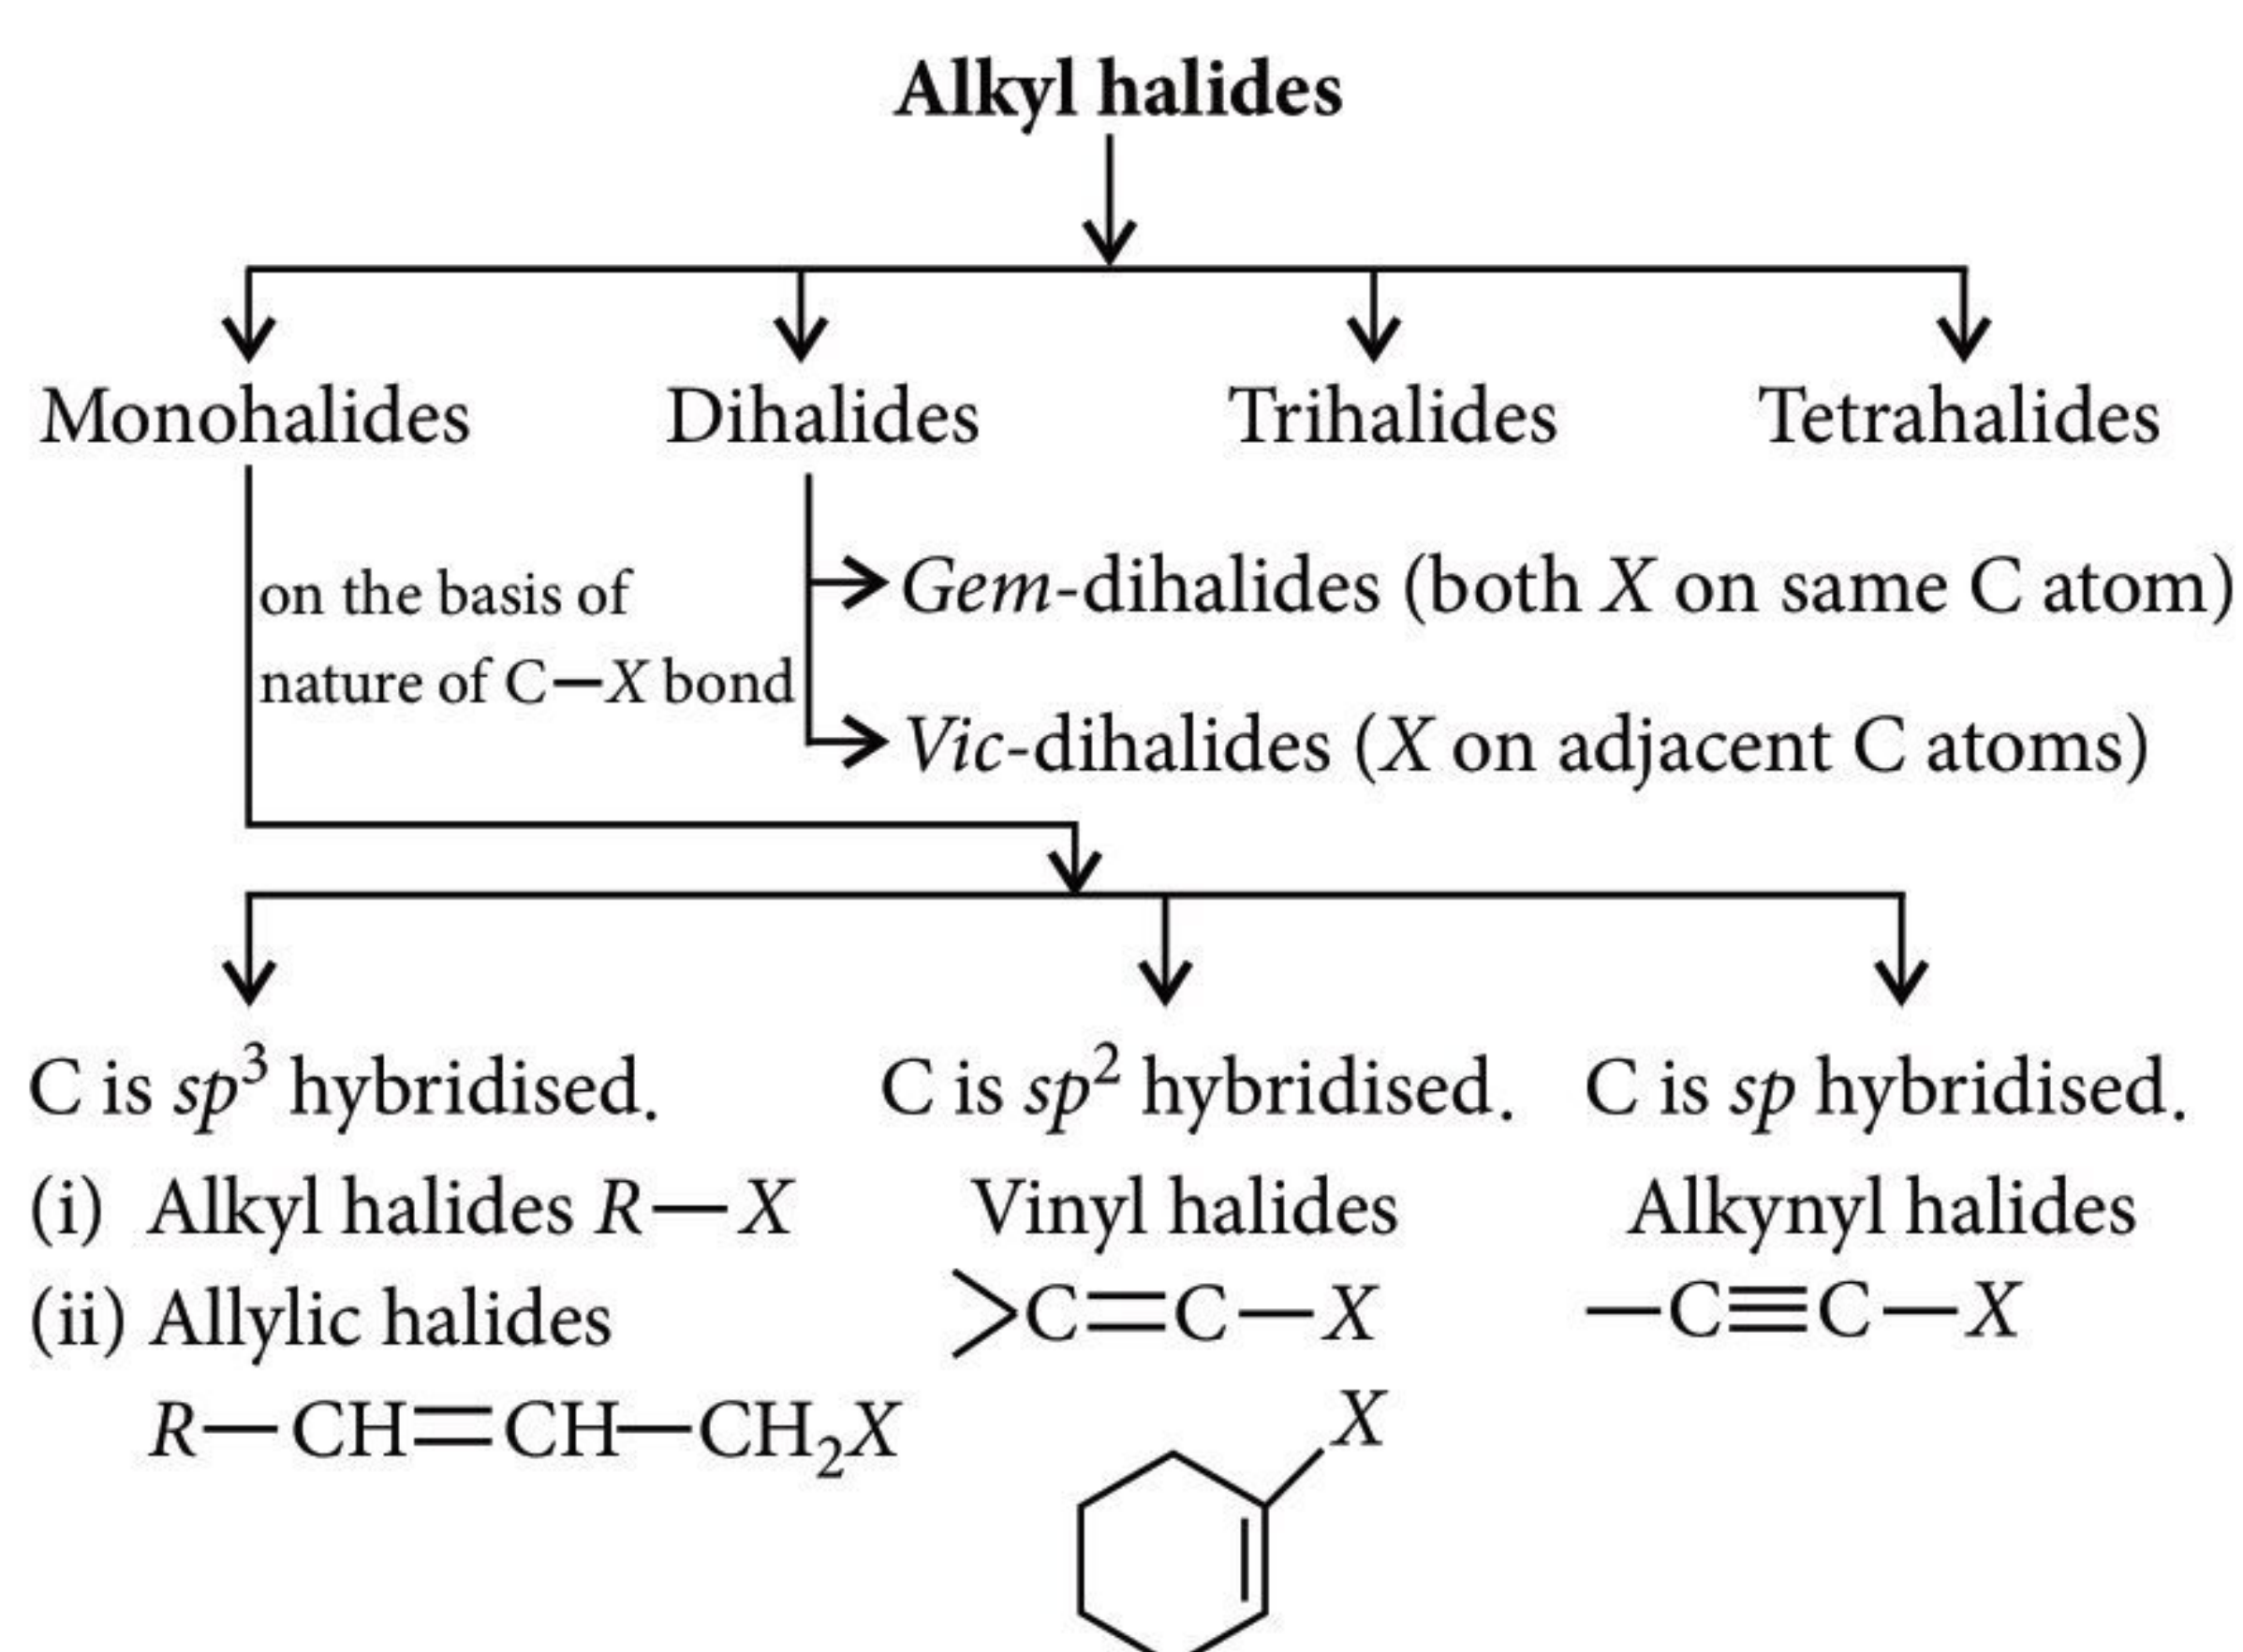 Alkyl halides
Monohalides Dihalides Trihalides Tetrahalides
on the basis of
nature of C—X bond
Gem-dihalides (both X on same C atom)
Vic-dihalides (X on adjacent C atoms)
C is sp³ hybridised.
(i) Alkyl halides R—X
(ii) Allylic halides
R—CH=CH—CH₂X
C is sp² hybridised.
Vinyl halides
>C=C—X
X
C is sp hybridised.
Alkynyl halides
—C≡C—X